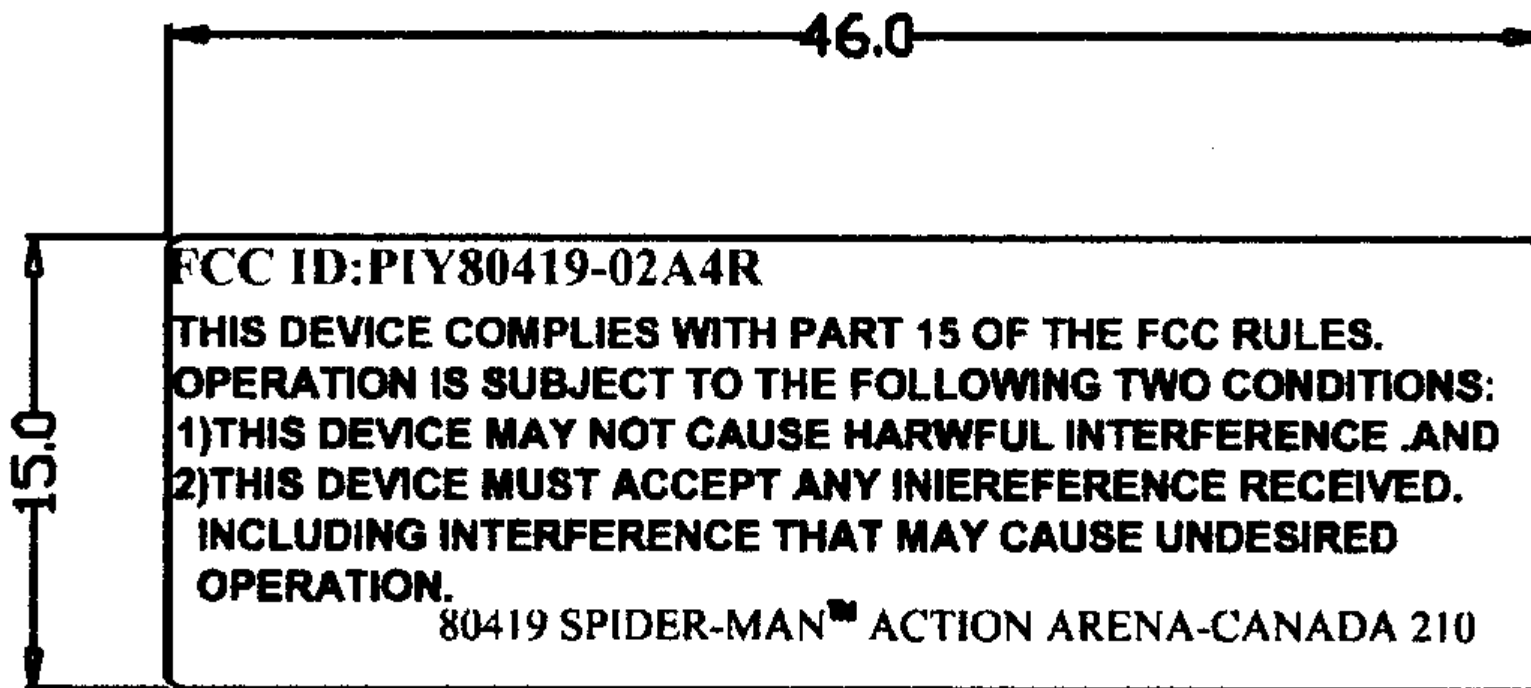 46.0
15.0
FCC ID:PIY80419-02A4R
THIS DEVICE COMPLIES WITH PART 15 OF THE FCC RULES.
OPERATION IS SUBJECT TO THE FOLLOWING TWO CONDITIONS:
1)THIS DEVICE MAY NOT CAUSE HARWFUL INTERFERENCE .AND
2)THIS DEVICE MUST ACCEPT ANY INIEREFERENCE RECEIVED.
INCLUDING INTERFERENCE THAT MAY CAUSE UNDESIRED
OPERATION.
80419 SPIDER-MAN™ ACTION ARENA-CANADA 210